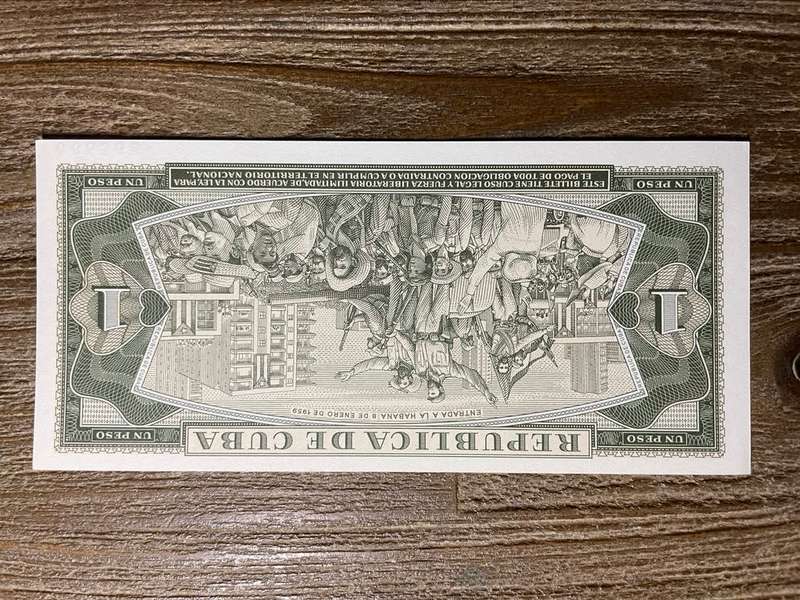 REPUBLICA DE CUBA
UN PESO
UN PESO
ENTRADA A LA HABANA 8 DE ENERO DE 1959
1
1
UN PESO
UN PESO
ESTE BILLETE TIENE CURSO LEGAL Y FUERZA LIBERATORIA ILIMITADA, DE ACUERDO CON LA LEY, PARA
EL PAGO DE TODA OBLIGACION CONTRAIDA O A CUMPLIR EN EL TERRITORIO NACIONAL.